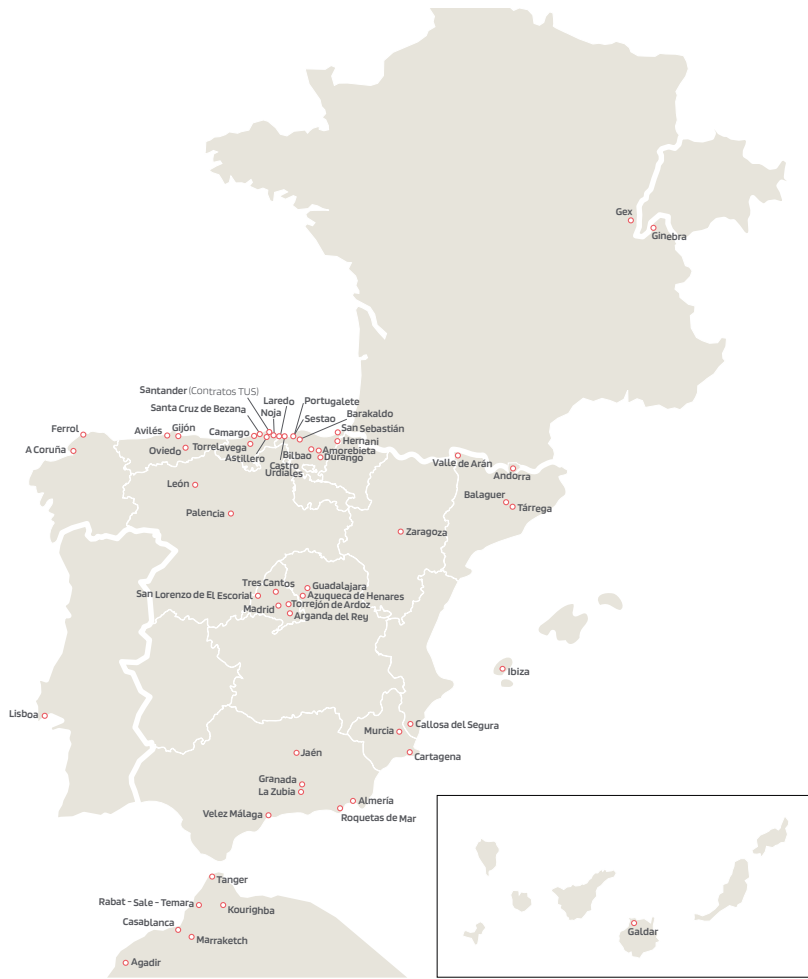 Gex
Ginebra
Santander (Contratos TUS)
Laredo
Portugalete
Santa Cruz de Bezana
Noja
Sestao
Barakaldo
Ferrol
Avilés
Gijón
Camargo
San Sebastián
Hernani
A Coruña
Oviedo
Torrelavega
Astillero
Bilbao
Amorebieta
Durango
Castro
Urdiales
Valle de Arán
Andorra
León
Balaguer
Tárrega
Palencia
Zaragoza
Tres Cantos
Guadalajara
San Lorenzo de El Escorial
Azuqueca de Henares
Madrid
Torrejón de Ardoz
Arganda del Rey
Ibiza
Lisboa
Callosa del Segura
Murcia
Jaén
Cartagena
Granada
La Zubia
Almería
Velez Málaga
Roquetas de Mar
Tanger
Rabat - Sale - Temara
Kourighba
Casablanca
Marraketch
Galdar
Agadir